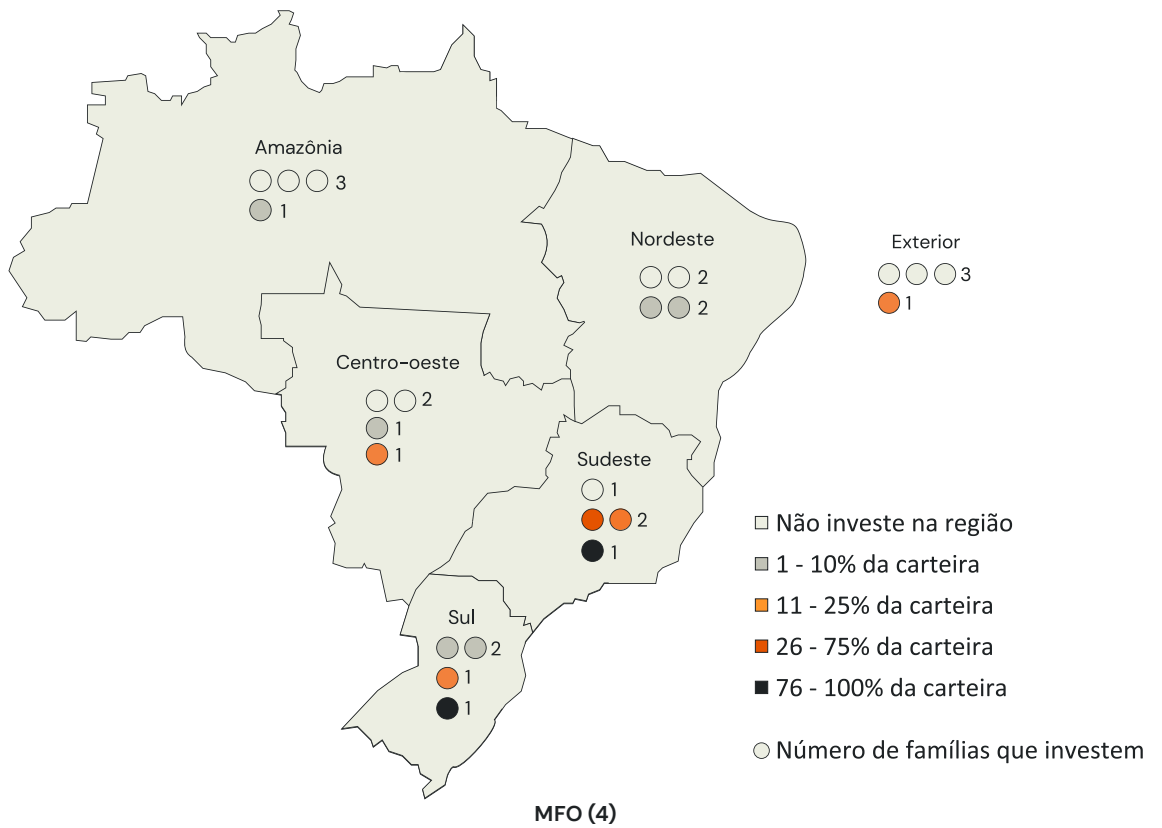 Amazônia
3
1
Nordeste
2
2
Exterior
3
1
Centro-oeste
2
1
1
Sudeste
1
2
1
Sul
2
1
1
Não investe na região
1 - 10% da carteira
11 - 25% da carteira
26 - 75% da carteira
76 - 100% da carteira
Número de famílias que investem
MFO (4)